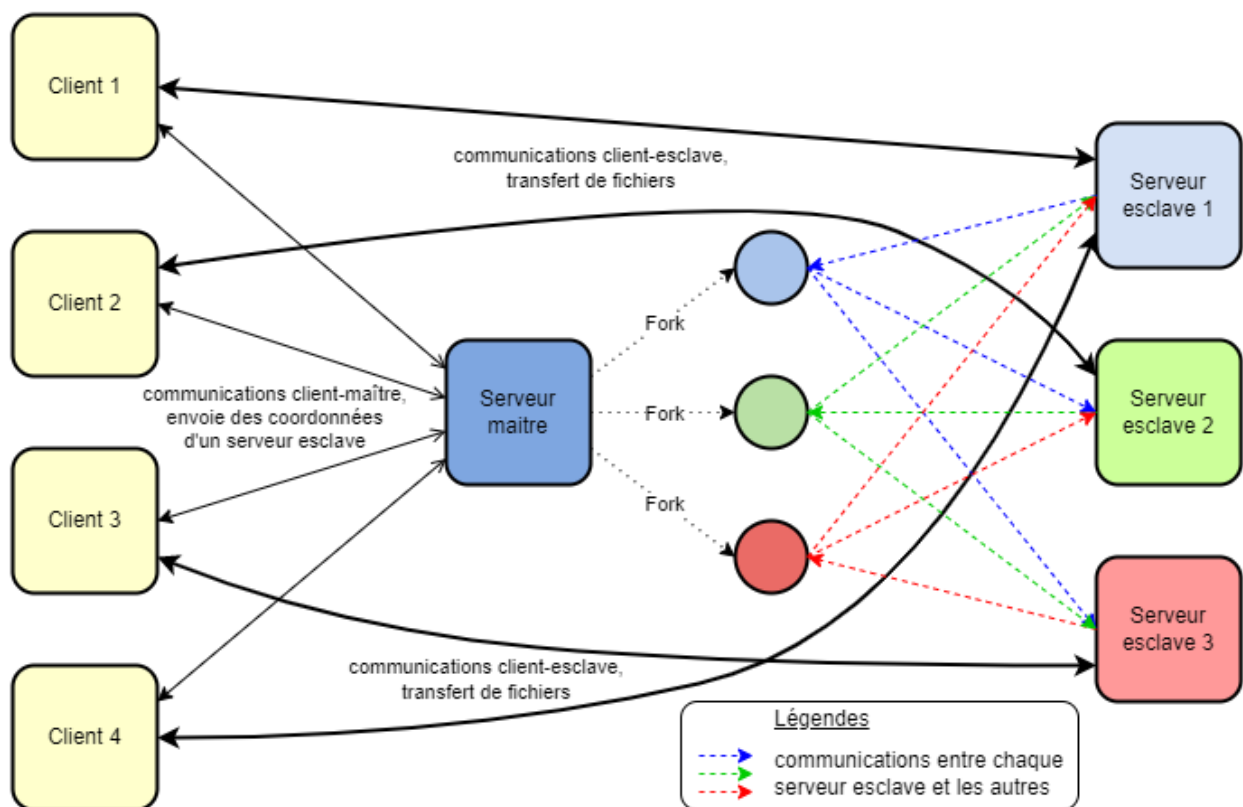 Client 1
communications client-esclave,
transfert de fichiers
Serveur
esclave 1
Client 2
Fork
communications client-maître,
envoie des coordonnées
d'un serveur esclave
Serveur
maitre
Fork
Serveur
esclave 2
Client 3
Fork
Serveur
esclave 3
communications client-esclave,
transfert de fichiers
Client 4
Légendes
communications entre chaque
serveur esclave et les autres